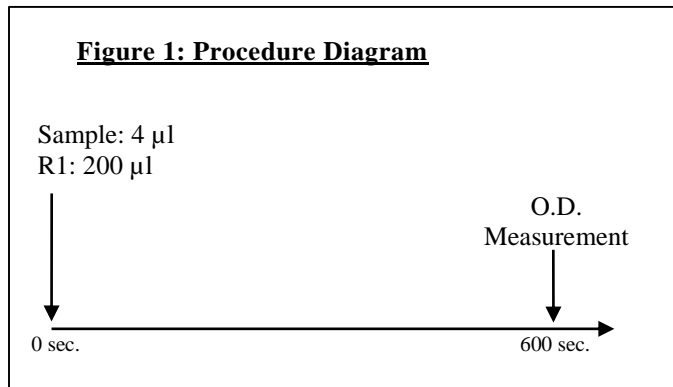 Figure 1: Procedure Diagram
Sample: 4 µl
R1: 200 µl
O.D.
Measurement
0 sec.
600 sec.